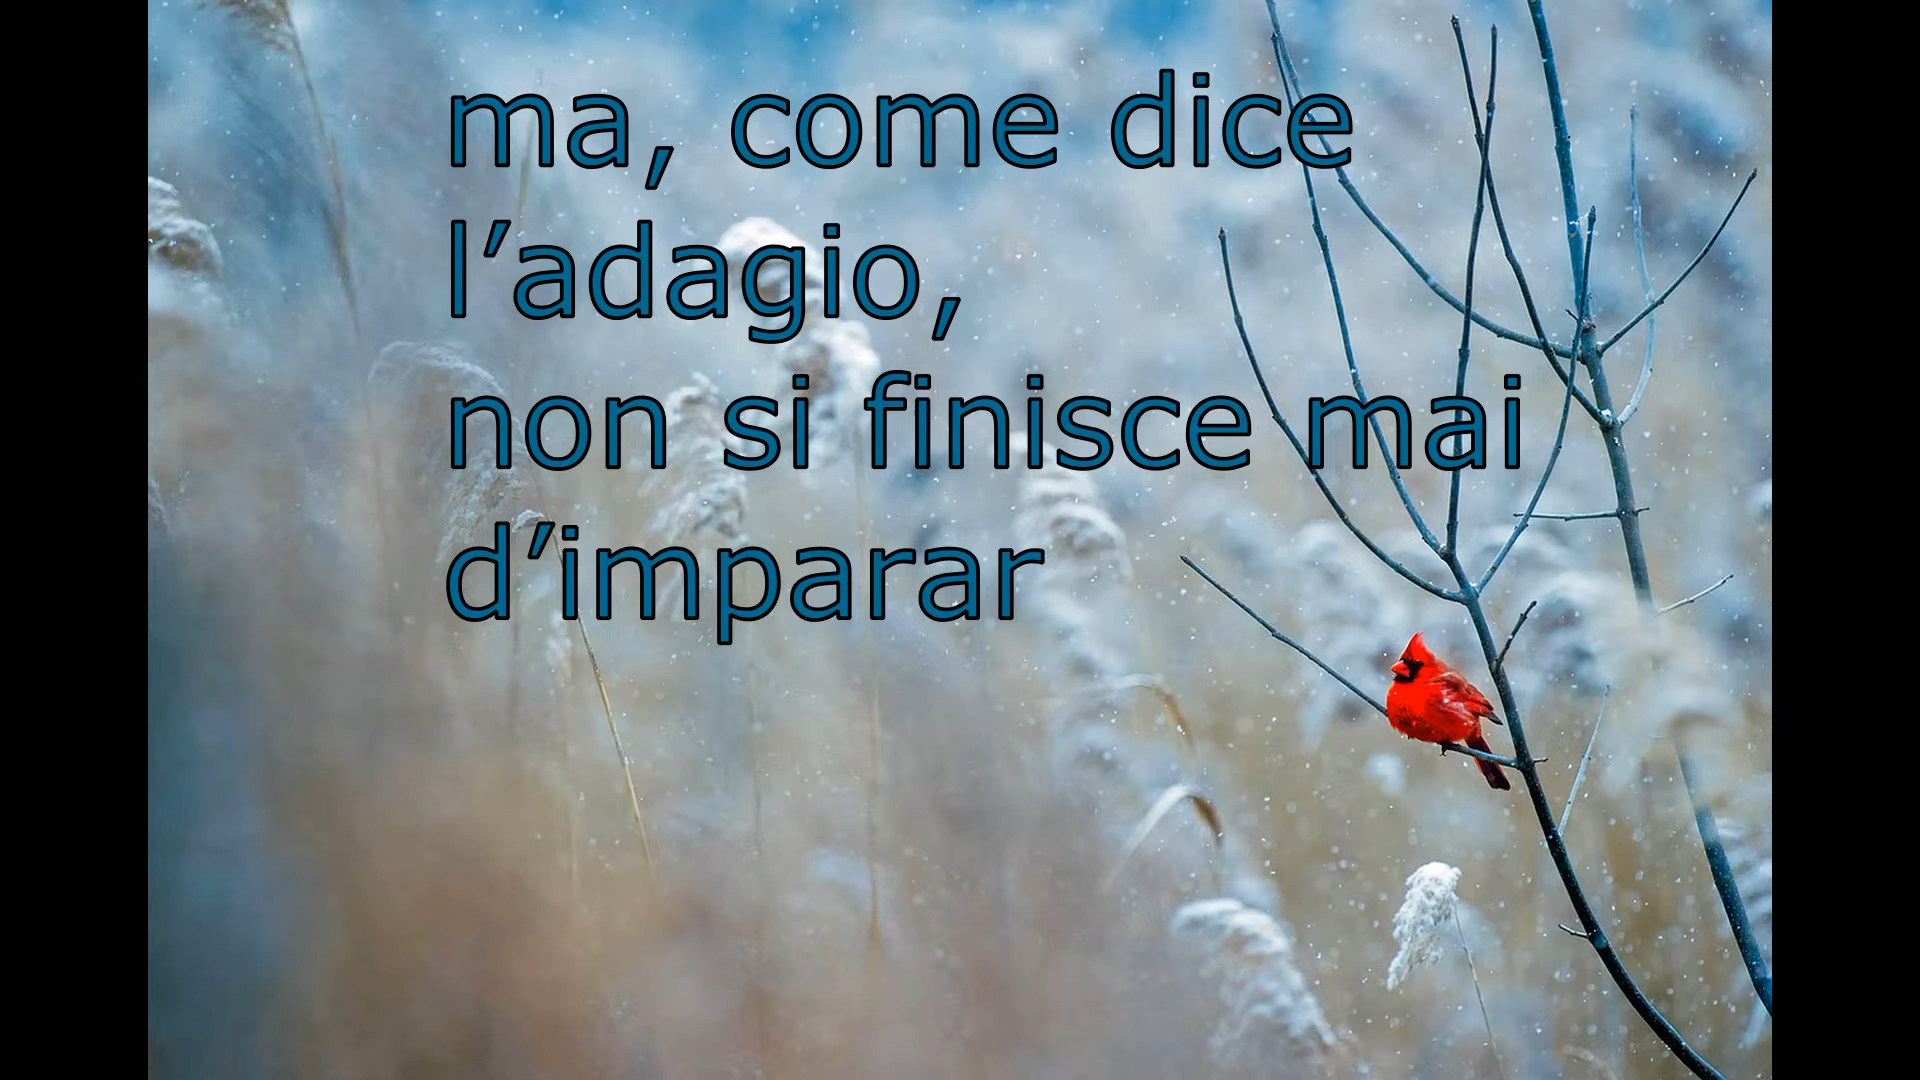 ma, come dice
l’adagio,
non si finisce mai
d’imparar